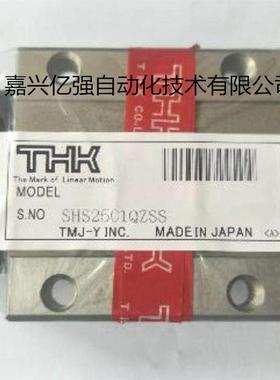 嘉兴亿强自动化技术有限公司
THK
The Mark of Linear Motion
MODEL
S.NO SHS25C1QZSS
TMJ-Y INC. MADE IN JAPAN <A>
THK